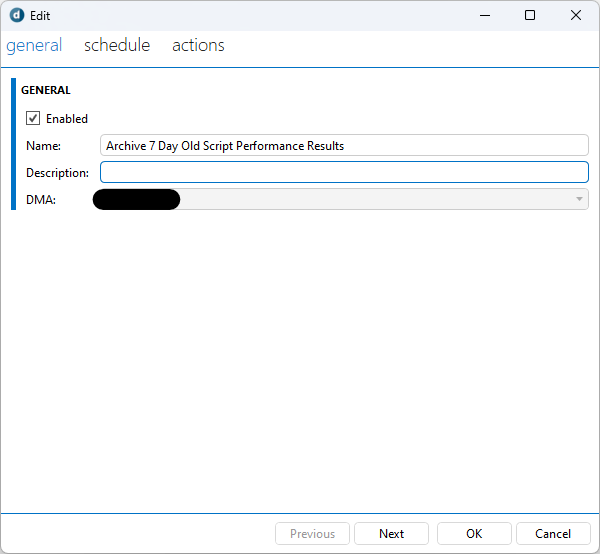 Edit
general schedule actions
GENERAL
Enabled
Name: Archive 7 Day Old Script Performance Results
Description:
DMA:
Previous Next OK Cancel